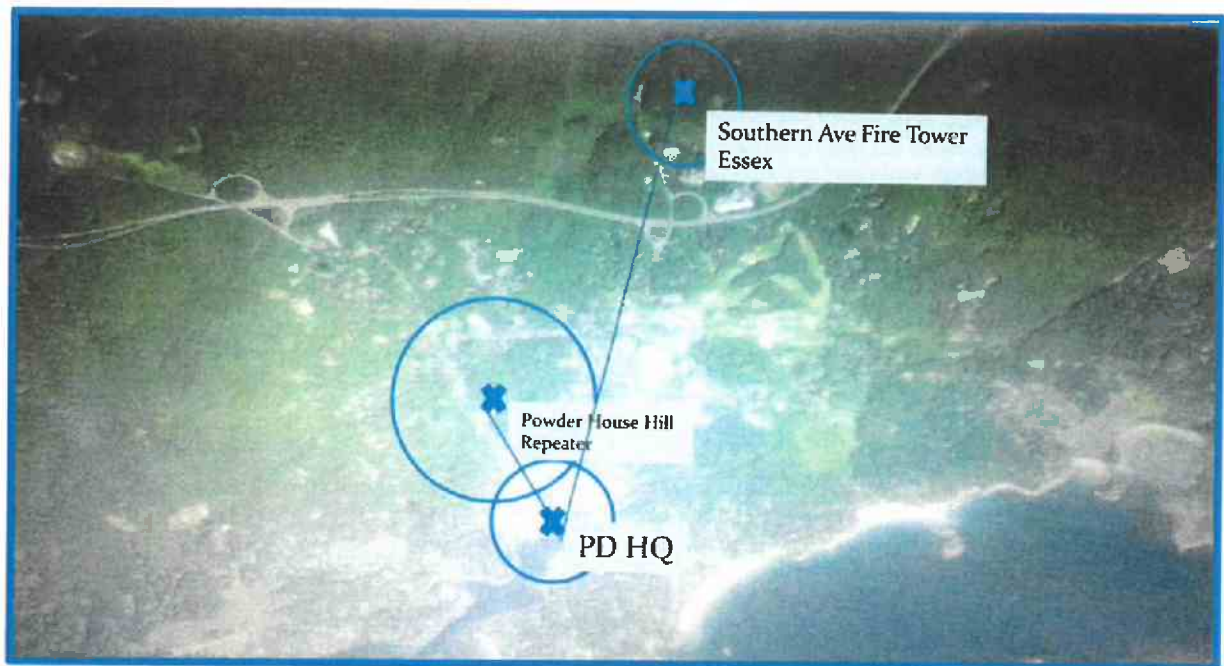 Southern Ave Fire Tower
Essex
Powder House Hill
Repeater
PD HQ